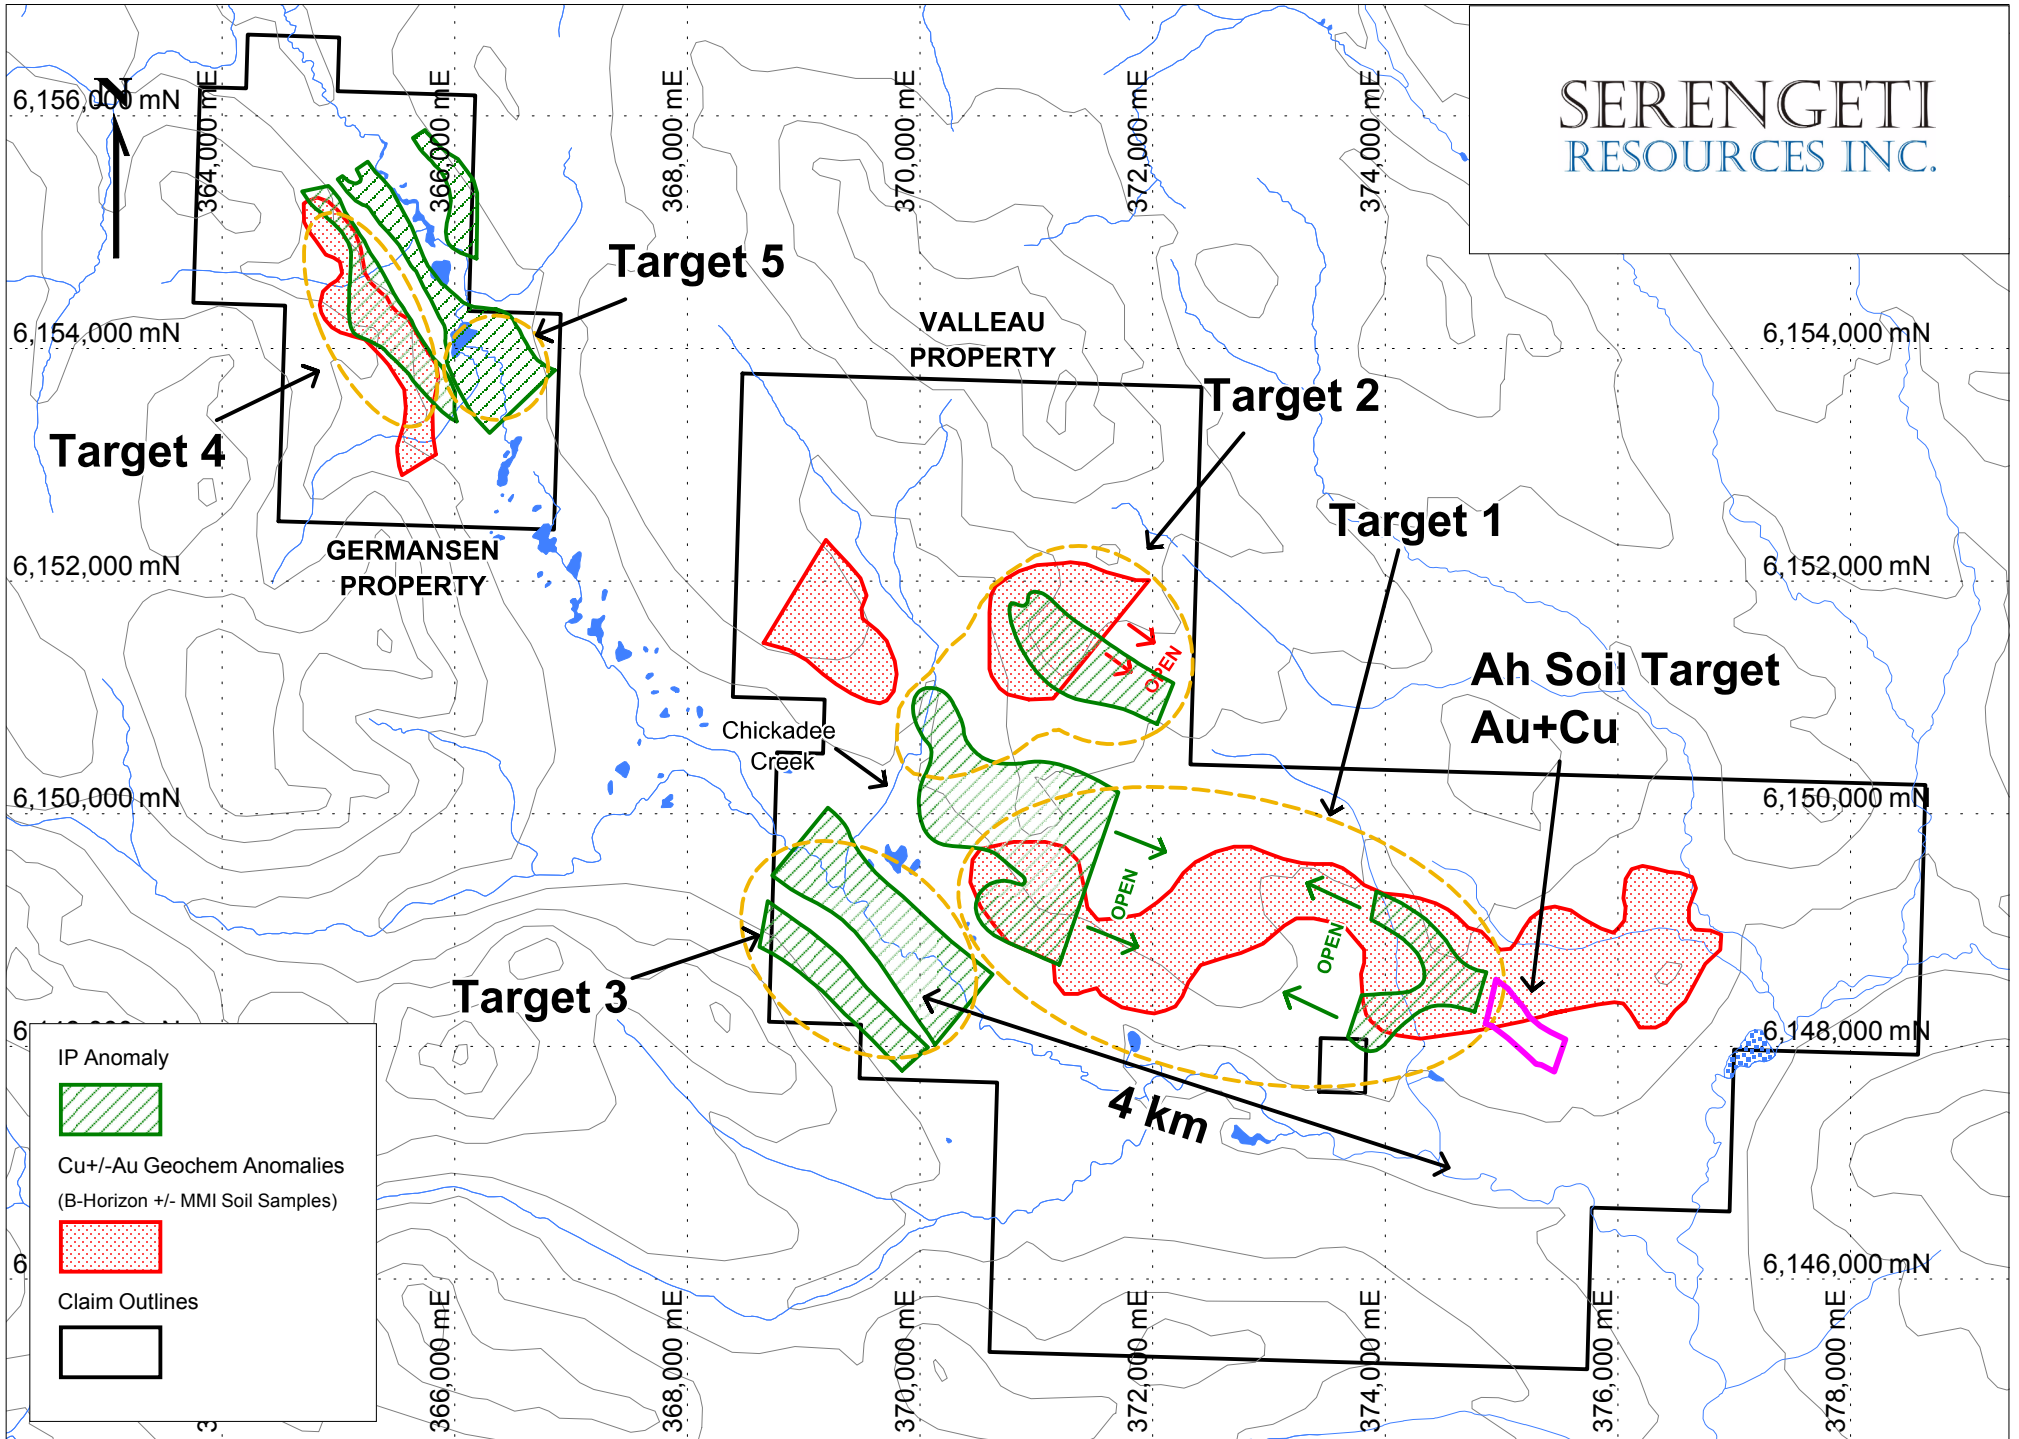 SERENGETI
RESOURCES INC.
N
6,156,000 mN
364,000 mE
366,000 mE
368,000 mE
370,000 mE
372,000 mE
374,000 mE
Target 5
6,154,000 mN
VALLEAU
PROPERTY
6,154,000 mN
Target 2
Target 4
Target 1
GERMANSEN
PROPERTY
6,152,000 mN
6,152,000 mN
OPEN
Ah Soil Target
Au+Cu
Chickadee
Creek
6,150,000 mN
6,150,000 mN
OPEN
OPEN
Target 3
6,148,000 mN
4 km
IP Anomaly
Cu+/-Au Geochem Anomalies
(B-Horizon +/- MMI Soil Samples)
Claim Outlines
6,146,000 mN
366,000 mE
368,000 mE
370,000 mE
372,000 mE
374,000 mE
376,000 mE
378,000 mE